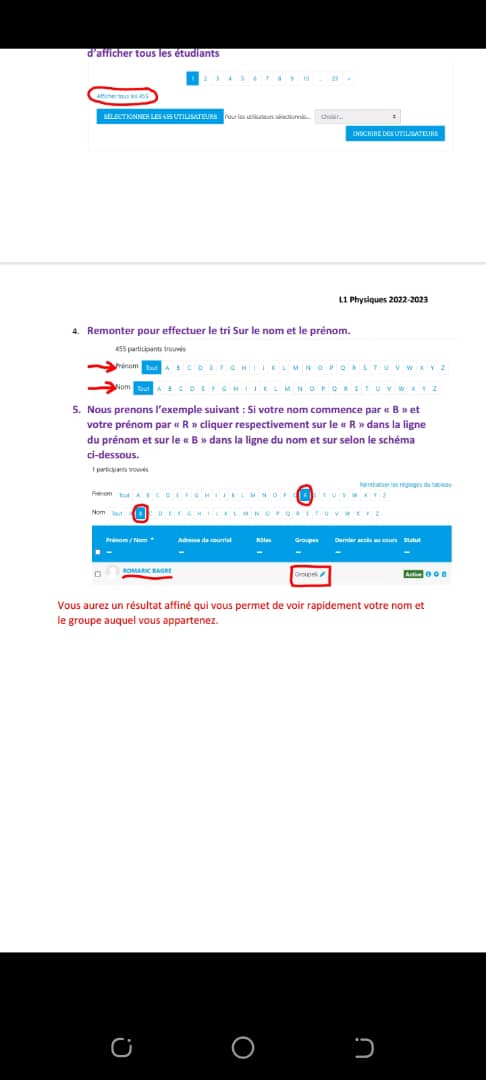 d'afficher tous les étudiants
1 2 3 4 5 6 7 8 9 10 … 23 »
Afficher tous les 455
SÉLECTIONNER LES 455 UTILISATEURS Pour les utilisateurs sélectionnés... Choisir...
INSCRIRE DES UTILISATEURS
L1 Physiques 2022-2023
4. Remonter pour effectuer le tri Sur le nom et le prénom.
455 participants trouvés
Prénom Tout A B C D E F G H I J K L M N O P Q R S T U V W X Y Z
Nom Tout A B C D E F G H I J K L M N O P Q R S T U V W X Y Z
5. Nous prenons l'exemple suivant : Si votre nom commence par « B » et
votre prénom par « R » cliquer respectivement sur le « R » dans la ligne
du prénom et sur le « B » dans la ligne du nom et sur selon le schéma
ci-dessous.
1 participants trouvés
Réinitialiser les réglages du tableau
Prénom Tout A B C D E F G H I J K L M N O P R S T U V W X Y Z
Nom Tout B C D E F G H I J K L M N O P Q R S T U V W X Y Z
Prénom / Nom Adresse de courriel Rôles Groupes Dernier accès au cours Statut
ROMARIC BAGRE Groupe6 Active
Vous aurez un résultat affiné qui vous permet de voir rapidement votre nom et
le groupe auquel vous appartenez.